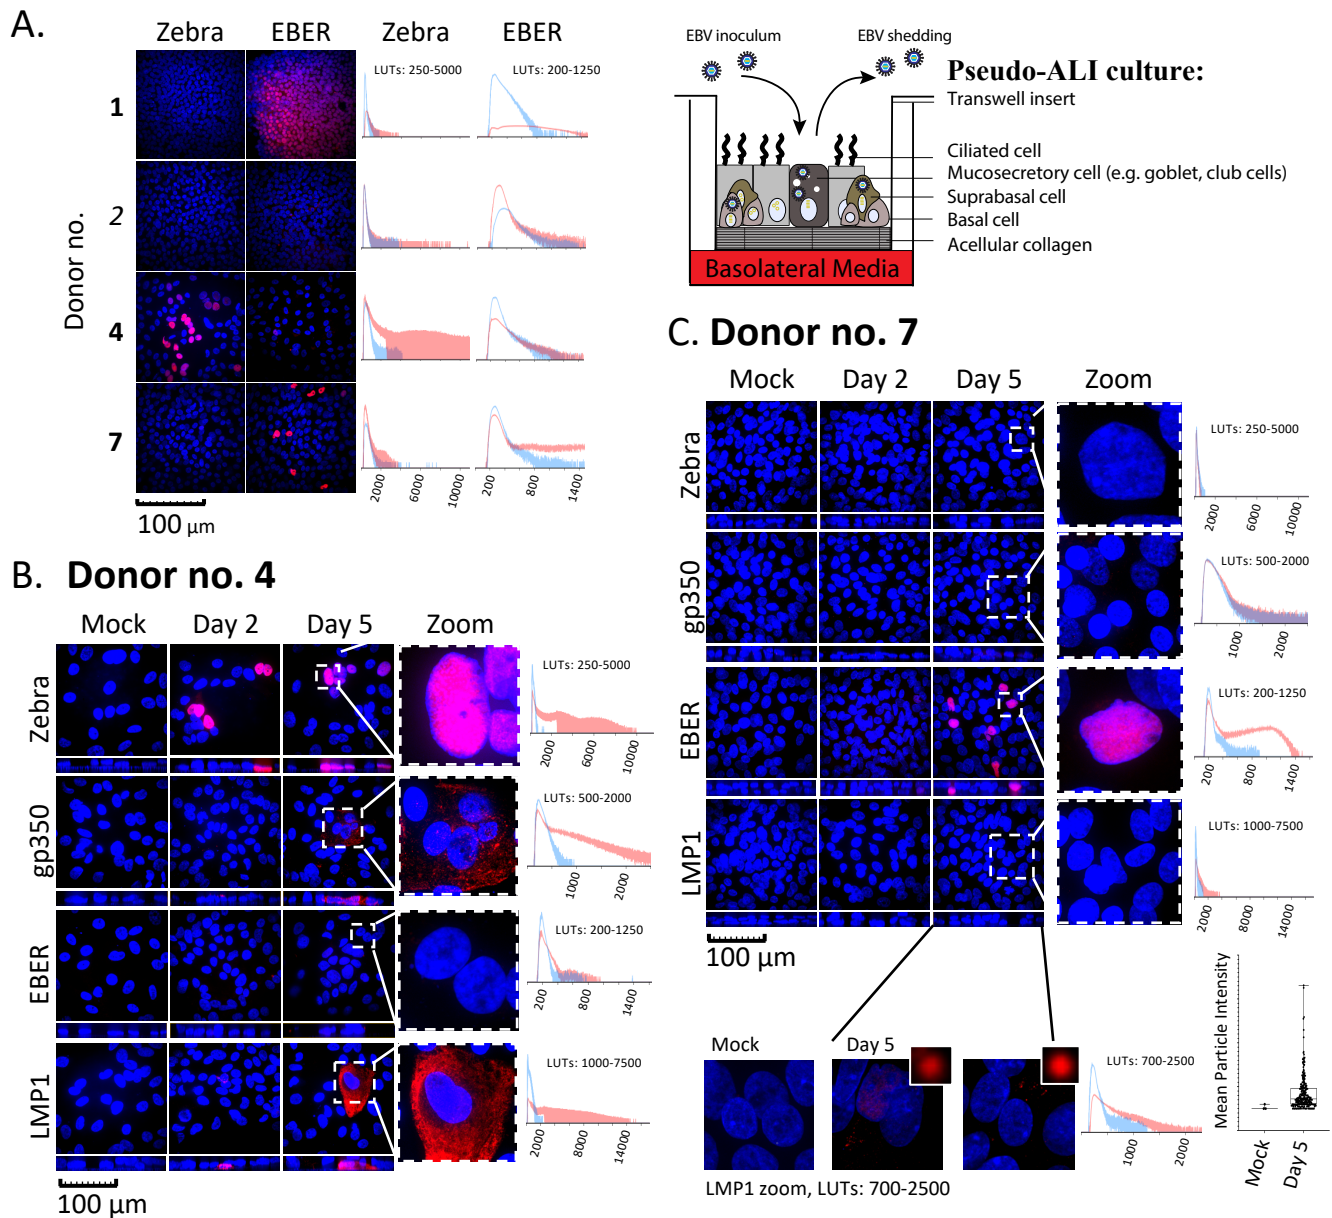 A.
Zebra EBER Zebra EBER
LUTs: 250-5000 LUTs: 200-1250
Donor no.
1
2
4
7
2000 6000 10000 200 800 1400
100 µm
EBV inoculum EBV shedding
Pseudo-ALI culture:
Transwell insert
Ciliated cell
Mucosecretory cell (e.g. goblet, club cells)
Suprabasal cell
Basal cell
Acellular collagen
Basolateral Media
B. Donor no. 4
Mock Day 2 Day 5 Zoom
Zebra
LUTs: 250-5000
2000 6000 10000
gp350
LUTs: 500-2000
1000 2000
EBER
LUTs: 200-1250
200 800 1400
LMP1
LUTs: 1000-7500
2000 8000 14000
100 µm
C. Donor no. 7
Mock Day 2 Day 5 Zoom
Zebra
LUTs: 250-5000
2000 6000 10000
gp350
LUTs: 500-2000
1000 2000
EBER
LUTs: 200-1250
200 800 1400
LMP1
LUTs: 1000-7500
2000 8000 14000
100 µm
Mock Day 5
LUTs: 700-2500
1000 2000
LMP1 zoom, LUTs: 700-2500
Mean Particle Intensity
Mock Day 5